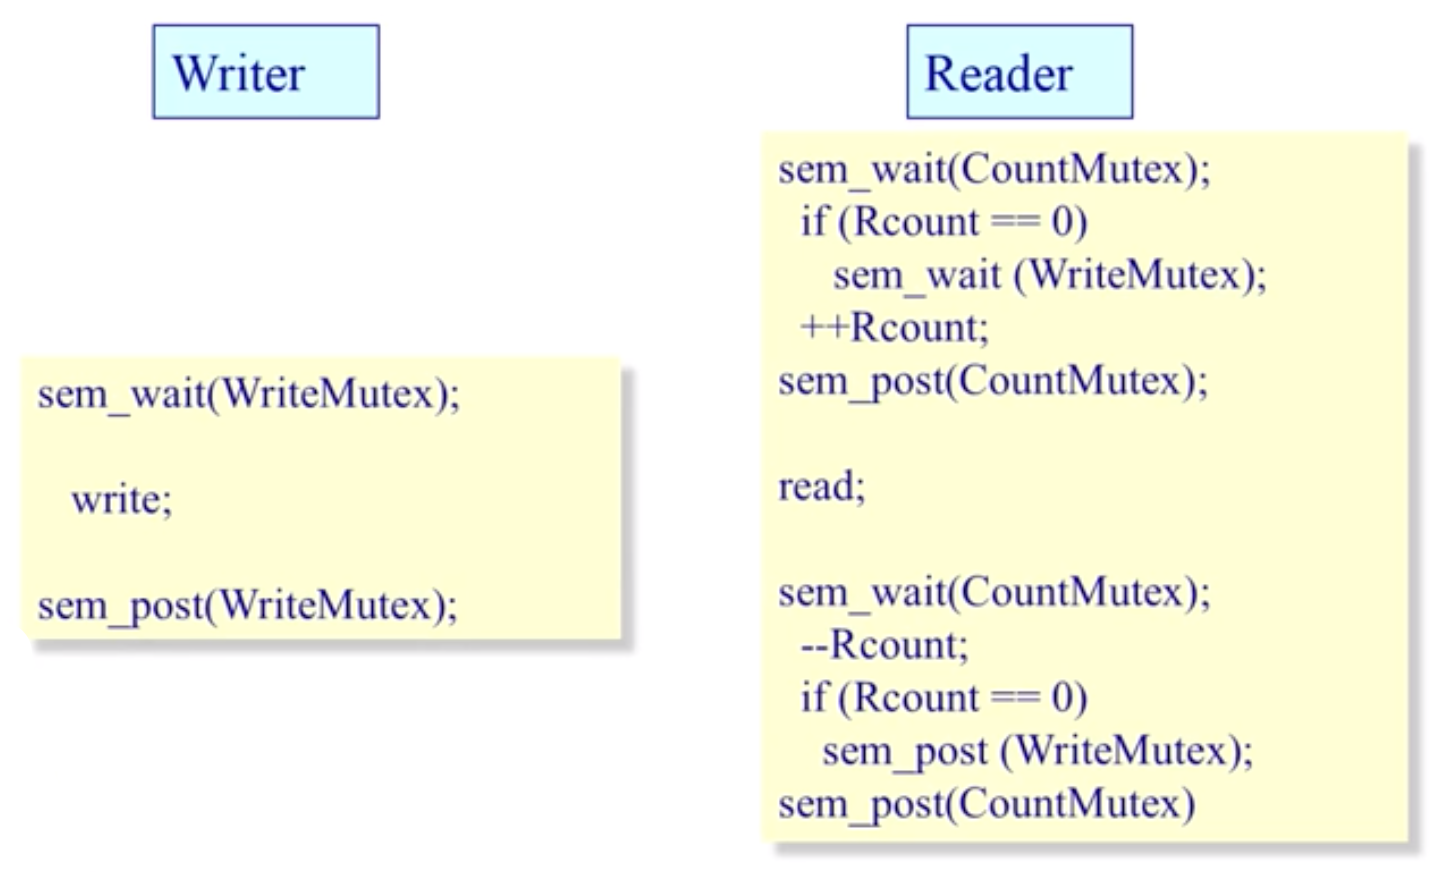 Writer
sem_wait(WriteMutex);
write;
sem_post(WriteMutex);
Reader
sem_wait(CountMutex);
if (Rcount == 0)
sem_wait (WriteMutex);
++Rcount;
sem_post(CountMutex);
read;
sem_wait(CountMutex);
--Rcount;
if (Rcount == 0)
sem_post (WriteMutex);
sem_post(CountMutex)